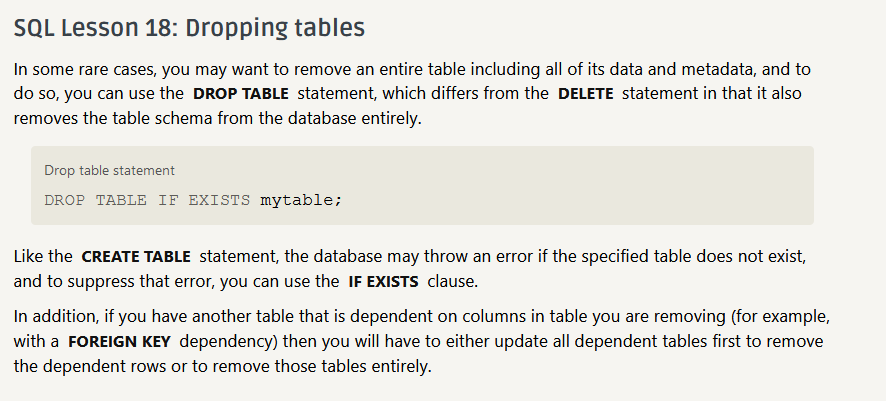 SQL Lesson 18: Dropping tables
In some rare cases, you may want to remove an entire table including all of its data and metadata, and to
do so, you can use the DROP TABLE statement, which differs from the DELETE statement in that it also
removes the table schema from the database entirely.
Drop table statement
DROP TABLE IF EXISTS mytable;
Like the CREATE TABLE statement, the database may throw an error if the specified table does not exist,
and to suppress that error, you can use the IF EXISTS clause.
In addition, if you have another table that is dependent on columns in table you are removing (for example,
with a FOREIGN KEY dependency) then you will have to either update all dependent tables first to remove
the dependent rows or to remove those tables entirely.